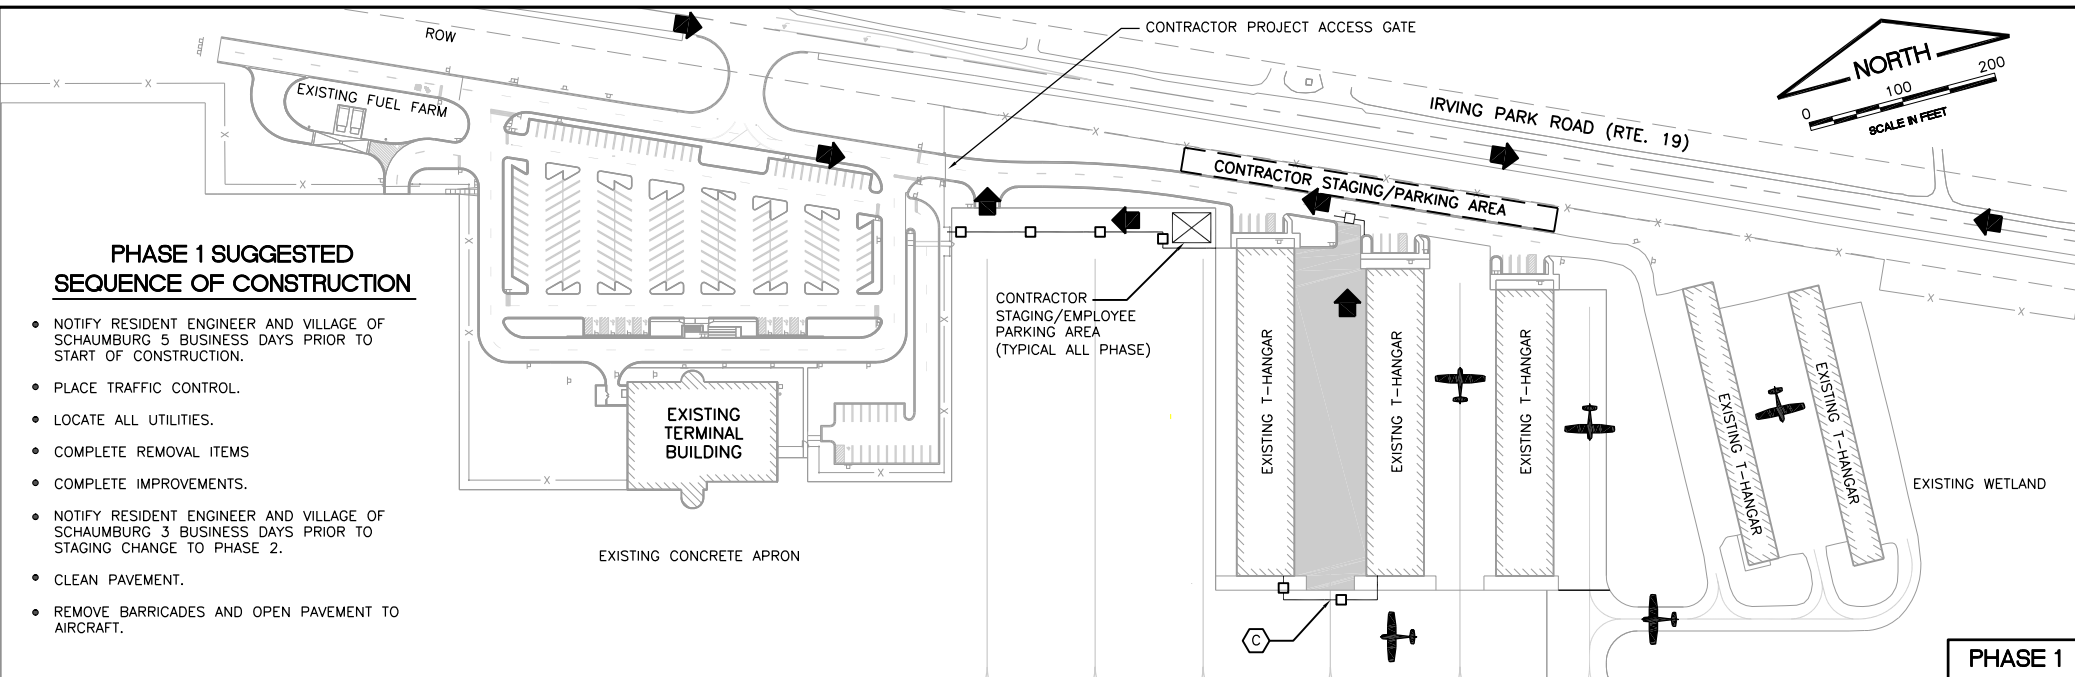 ROW
CONTRACTOR PROJECT ACCESS GATE
NORTH
0 100 200
SCALE IN FEET
EXISTING FUEL FARM
IRVING PARK ROAD (RTE. 19)
CONTRACTOR STAGING/PARKING AREA
PHASE 1 SUGGESTED
SEQUENCE OF CONSTRUCTION
• NOTIFY RESIDENT ENGINEER AND VILLAGE OF
SCHAUMBURG 5 BUSINESS DAYS PRIOR TO
START OF CONSTRUCTION.
• PLACE TRAFFIC CONTROL.
• LOCATE ALL UTILITIES.
• COMPLETE REMOVAL ITEMS
• COMPLETE IMPROVEMENTS.
• NOTIFY RESIDENT ENGINEER AND VILLAGE OF
SCHAUMBURG 3 BUSINESS DAYS PRIOR TO
STAGING CHANGE TO PHASE 2.
• CLEAN PAVEMENT.
• REMOVE BARRICADES AND OPEN PAVEMENT TO
AIRCRAFT.
CONTRACTOR
STAGING/EMPLOYEE
PARKING AREA
(TYPICAL ALL PHASE)
EXISTING
TERMINAL
BUILDING
EXISTING T-HANGAR
EXISTNG T-HANGAR
EXISTING T-HANGAR
EXISTING T-HANGAR
EXISTING T-HANGAR
EXISTING WETLAND
EXISTING CONCRETE APRON
C
PHASE 1